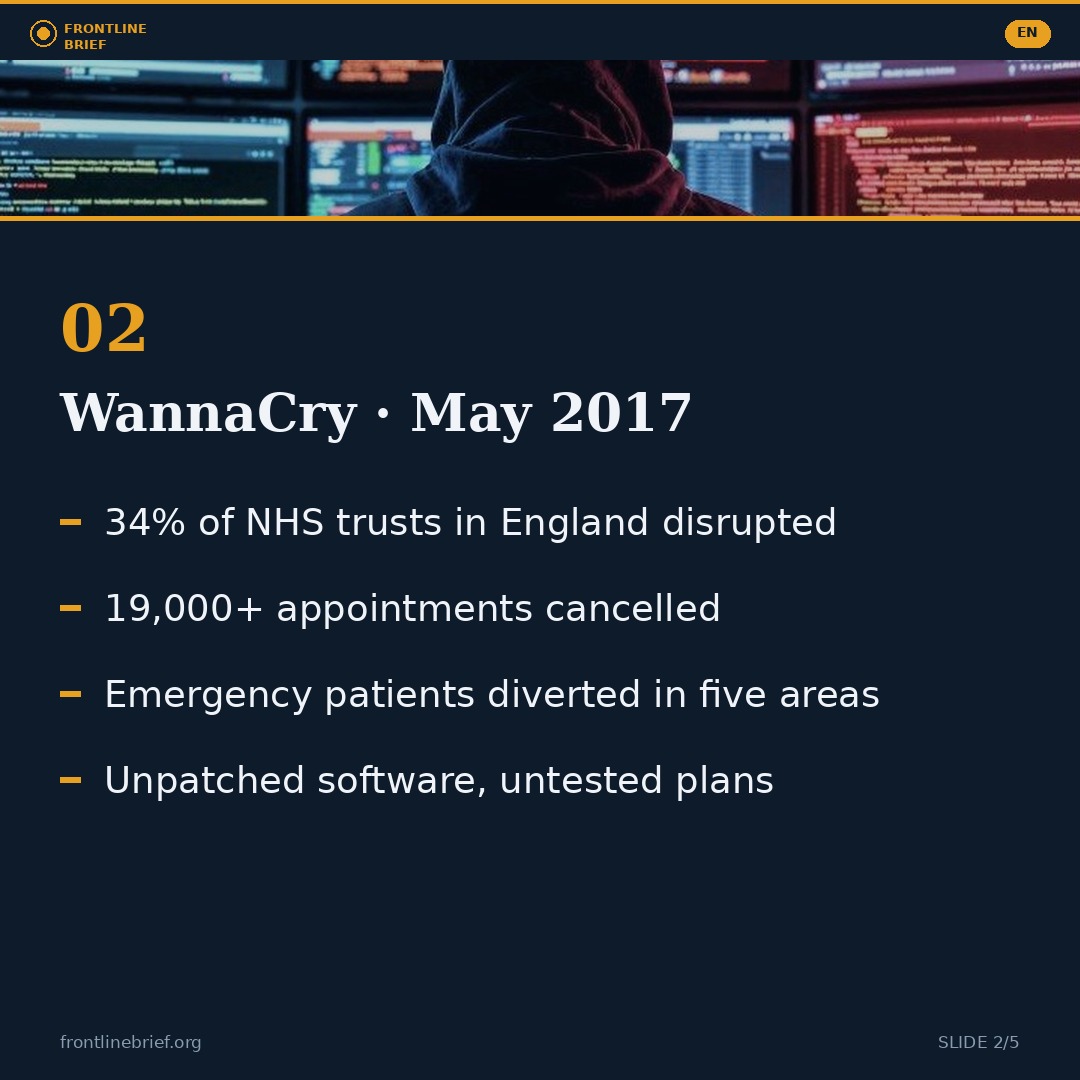 FRONTLINE
BRIEF
EN
02
WannaCry · May 2017
34% of NHS trusts in England disrupted
19,000+ appointments cancelled
Emergency patients diverted in five areas
Unpatched software, untested plans
frontlinebrief.org
SLIDE 2/5